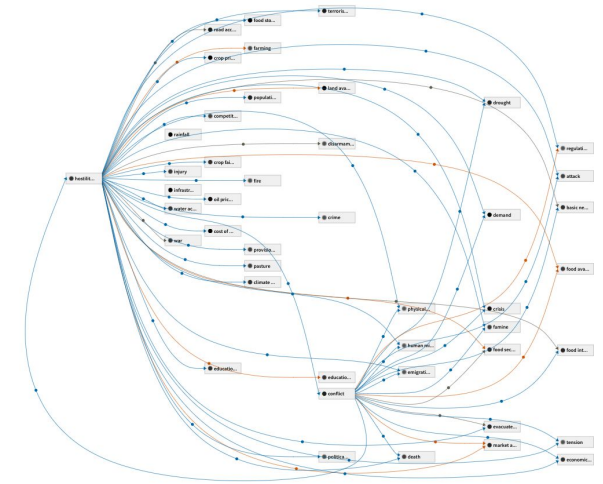 terroris...
food sta...
relief acc...
farming
crop pri...
land ava...
populati...
drought
competit...
rainfall
disarmam...
regulati...
crop fai...
injury
attack
hostilit...
fire
infrastr...
oil pris...
water ac...
basic ne...
demand
crime
cost of ...
war
provisio...
pasture
food ava...
climate ...
physical...
crisis
famine
human mi...
food sec...
food int...
educatio...
emigrati...
educatio...
conflict
evacuate...
tension
market a...
politica...
death
economic...